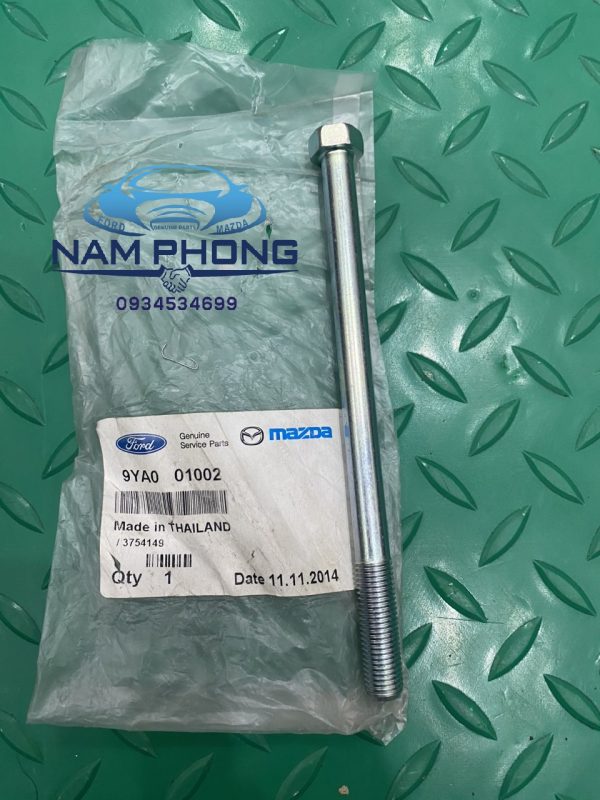 FORD GENUINE PARTS MAZDA
NAM PHONG
0934534699
Ford Genuine Service Parts mazda
9YA0 01002
Made in THAILAND
/ 3754149
Qty 1 Date 11.11.2014